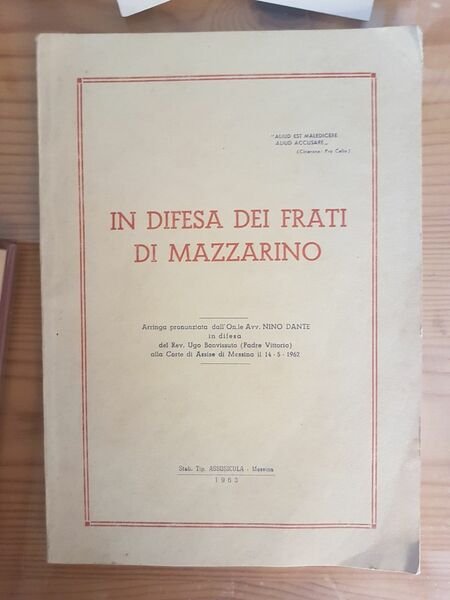 "ALIUD EST MALEDICERE
ALIUD ACCUSARE„
(Cicerone: Pro Celio)
IN DIFESA DEI FRATI
DI MAZZARINO
Arringa pronunziata dall'On.le Avv. NINO DANTE
in difesa
del Rev. Ugo Bonvissuto (Padre Vittorio)
alla Corte di Assise di Messina il 14 - 5 - 1962
Stab. Tip. - Messina
1963